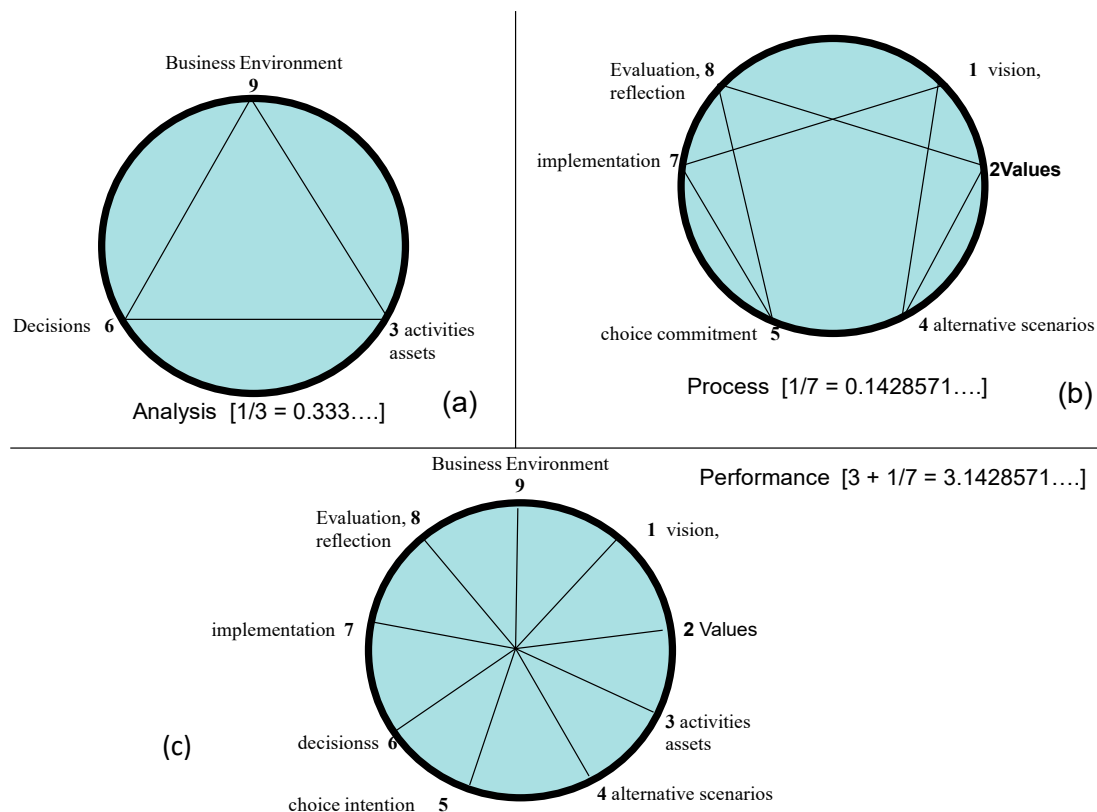 Business Environment
9
Decisions 6
3 activities
assets
Analysis [1/3 = 0.333….]
(a)
Evaluation, 8
reflection
1 vision,
implementation 7
2Values
choice commitment 5
4 alternative scenarios
Process [1/7 = 0.1428571….]
(b)
Business Environment
9
Performance [3 + 1/7 = 3.1428571….]
Evaluation, 8
reflection
1 vision,
implementation 7
2 Values
3 activities
assets
decisionss 6
(c)
4 alternative scenarios
choice intention 5